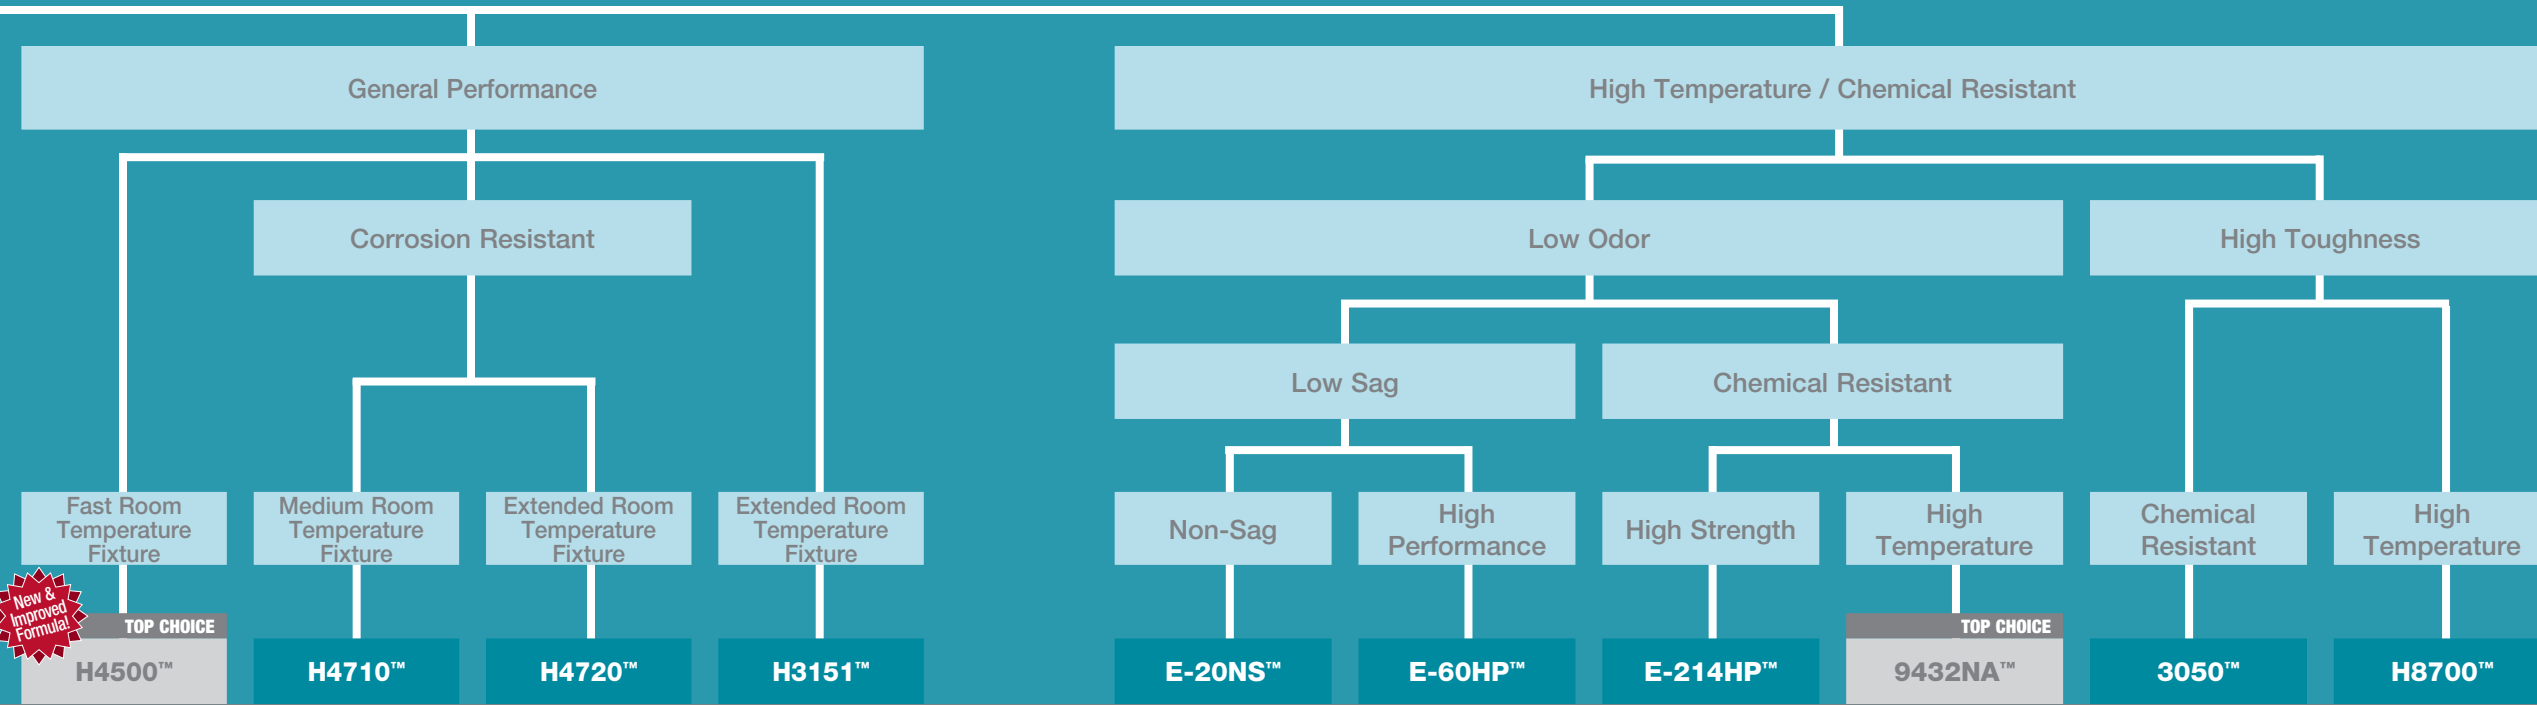 General Performance
High Temperature / Chemical Resistant
Corrosion Resistant
Low Odor
High Toughness
Low Sag
Chemical Resistant
Fast Room
Temperature
Fixture
Medium Room
Temperature
Fixture
Extended Room
Temperature
Fixture
Extended Room
Temperature
Fixture
Non-Sag
High
Performance
High Strength
High
Temperature
Chemical
Resistant
High
Temperature
New &
Improved
Formula!
TOP CHOICE
H4500™
H4710™
H4720™
H3151™
E-20NS™
E-60HP™
E-214HP™
TOP CHOICE
9432NA™
3050™
H8700™